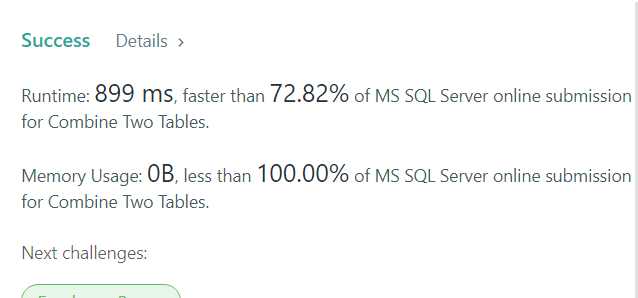 Success Details >
Runtime: 899 ms, faster than 72.82% of MS SQL Server online submission
for Combine Two Tables.
Memory Usage: 0B, less than 100.00% of MS SQL Server online submission
for Combine Two Tables.
Next challenges: